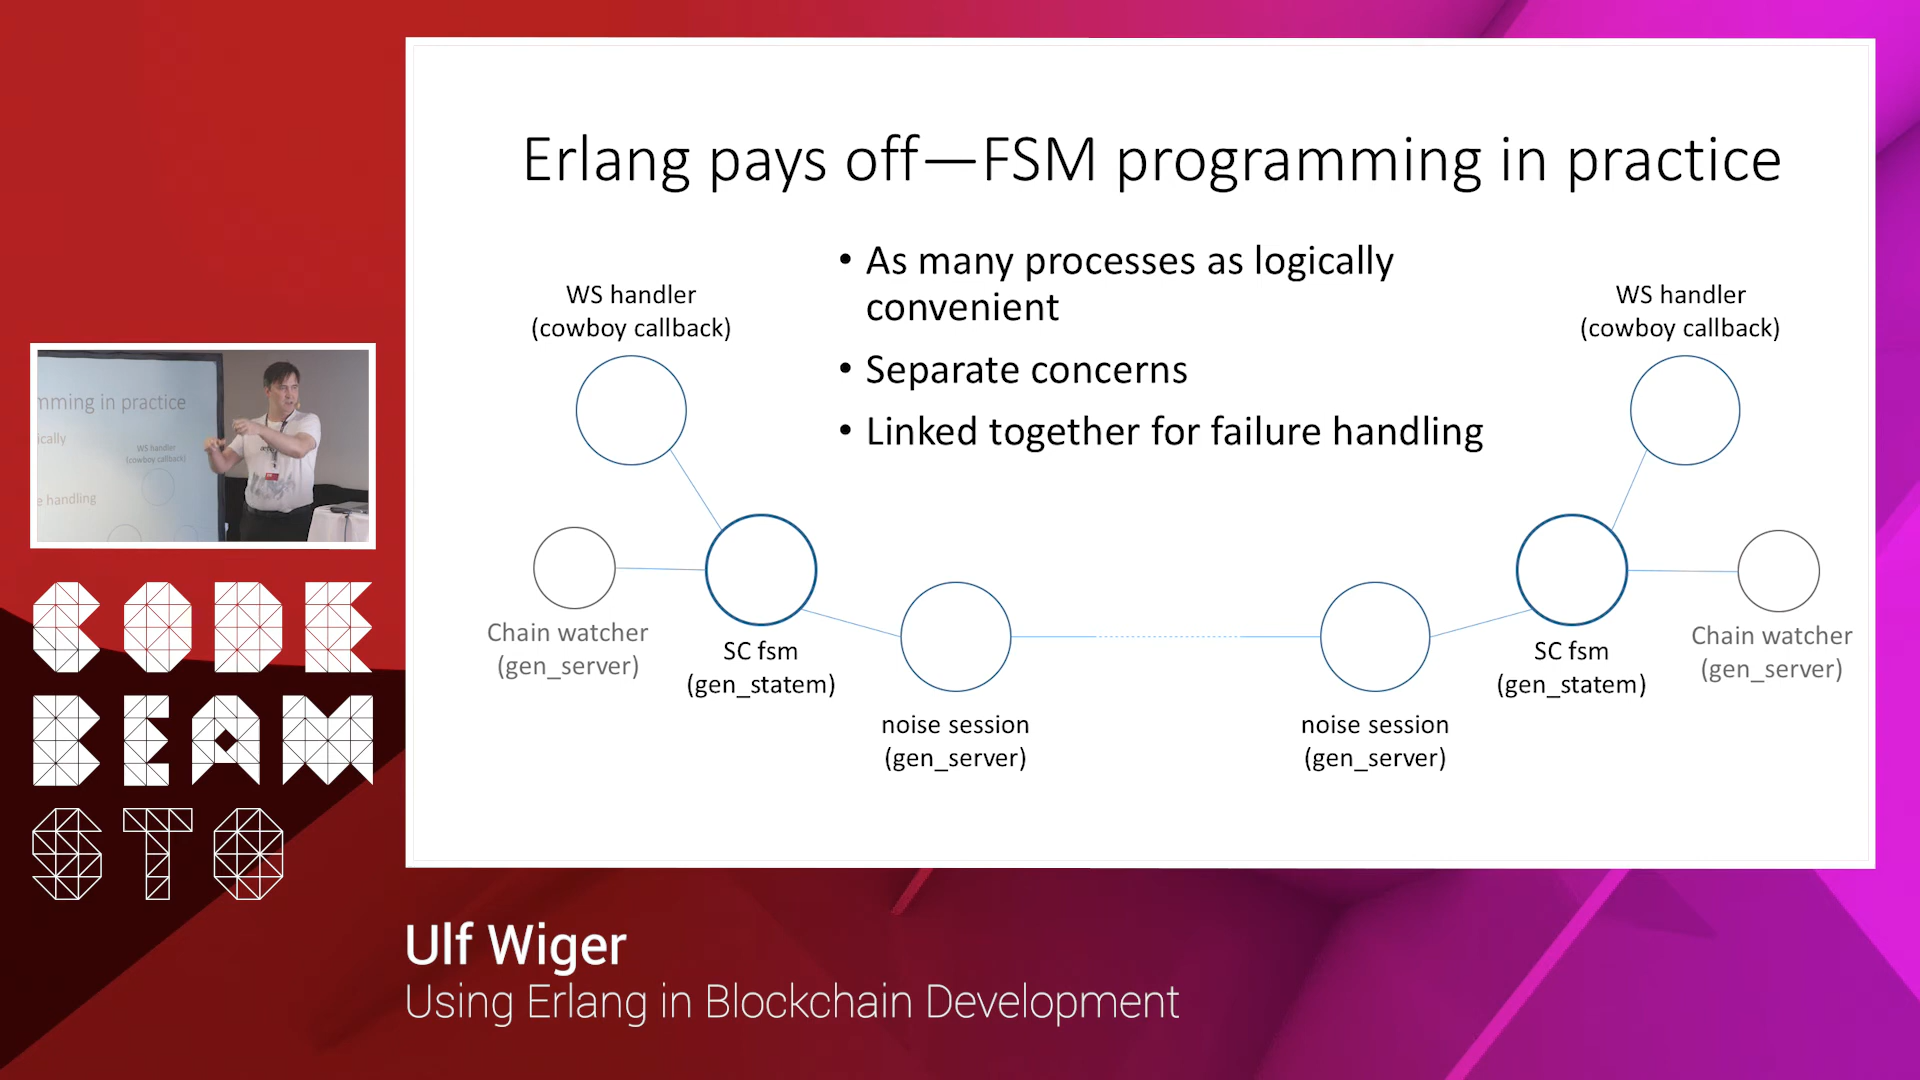 Erlang pays off—FSM programming in practice
• As many processes as logically
convenient
• Separate concerns
• Linked together for failure handling
WS handler
(cowboy callback)
WS handler
(cowboy callback)
Chain watcher
(gen_server)
SC fsm
(gen_statem)
noise session
(gen_server)
noise session
(gen_server)
SC fsm
(gen_statem)
Chain watcher
(gen_server)
mming in practice
ically
WS handler
(cowboy callback)
e handling
CODE
BEAM
STO
Ulf Wiger
Using Erlang in Blockchain Development